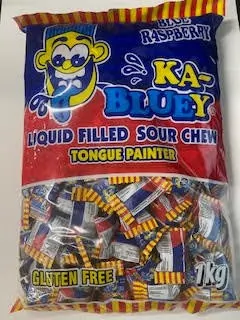 BLUE
RASPBERRY
KA-
BLUEY
LIQUID FILLED SOUR CHEW
TONGUE PAINTER
GLUTEN FREE
1kg